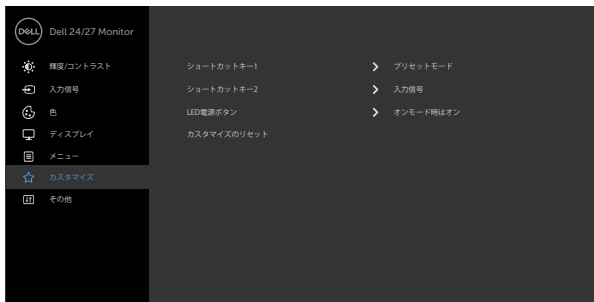 DELL Dell 24/27 Monitor
輝度/コントラスト ショートカットキー1 プリセットモード
入力信号 ショートカットキー2 入力信号
色 LED電源ボタン オンモード時はオン
ディスプレイ カスタマイズのリセット
メニュー
カスタマイズ
その他